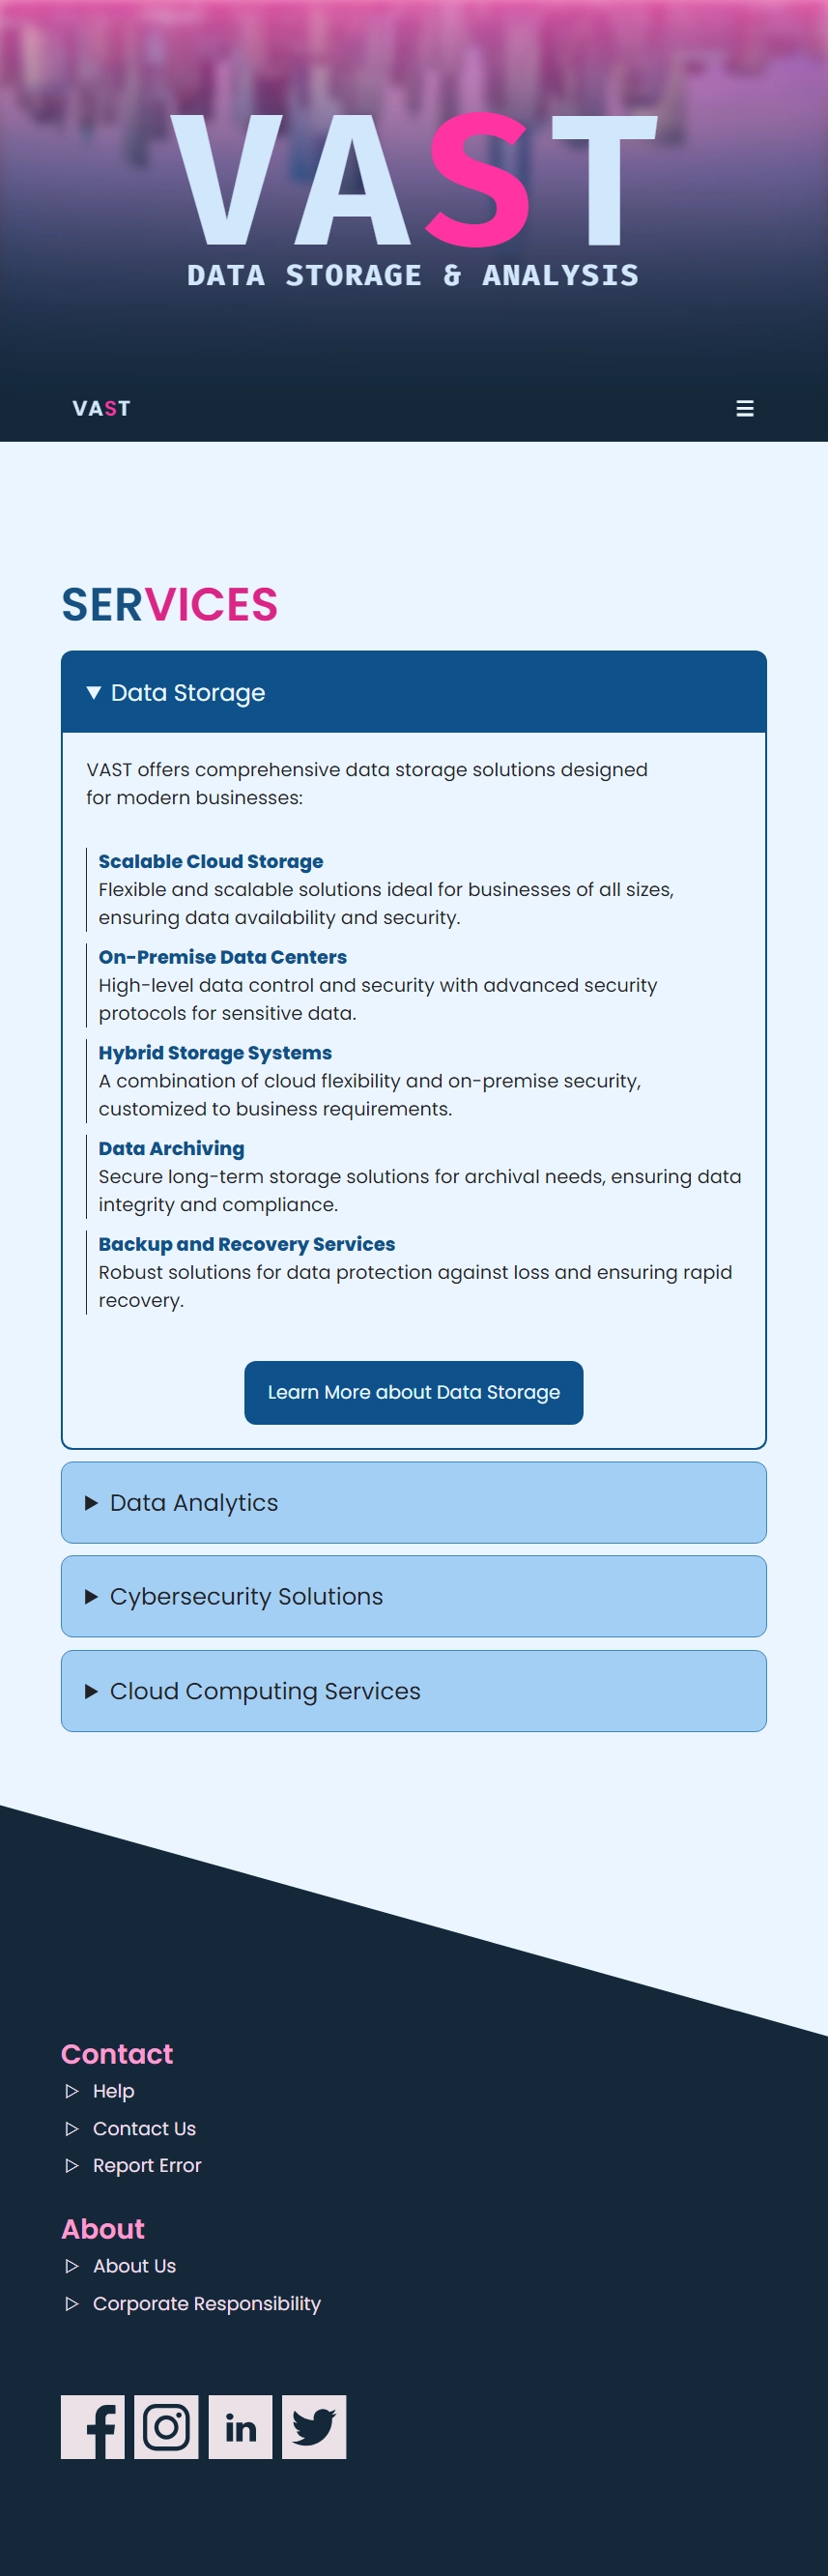 VAST
DATA STORAGE & ANALYSIS
VAST
SERVICES
Data Storage
VAST offers comprehensive data storage solutions designed
for modern businesses:
Scalable Cloud Storage
Flexible and scalable solutions ideal for businesses of all sizes,
ensuring data availability and security.
On-Premise Data Centers
High-level data control and security with advanced security
protocols for sensitive data.
Hybrid Storage Systems
A combination of cloud flexibility and on-premise security,
customized to business requirements.
Data Archiving
Secure long-term storage solutions for archival needs, ensuring data
integrity and compliance.
Backup and Recovery Services
Robust solutions for data protection against loss and ensuring rapid
recovery.
Learn More about Data Storage
Data Analytics
Cybersecurity Solutions
Cloud Computing Services
Contact
Help
Contact Us
Report Error
About
About Us
Corporate Responsibility
f
in